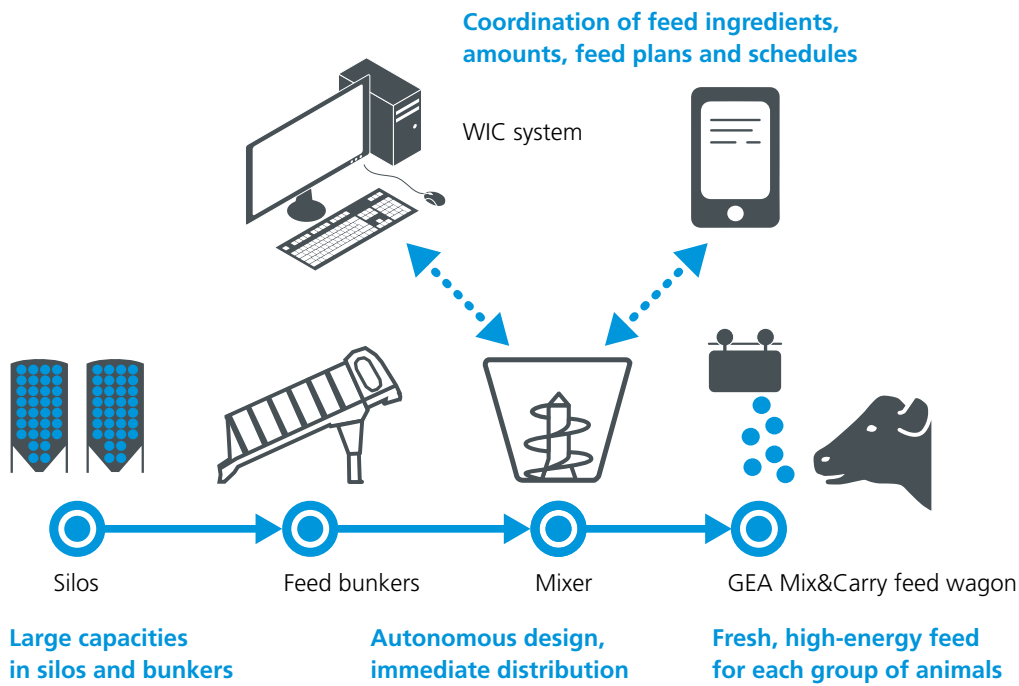 Coordination of feed ingredients,
amounts, feed plans and schedules
WIC system
Silos
Feed bunkers
Mixer
GEA Mix&Carry feed wagon
Large capacities
in silos and bunkers
Autonomous design,
immediate distribution
Fresh, high-energy feed
for each group of animals